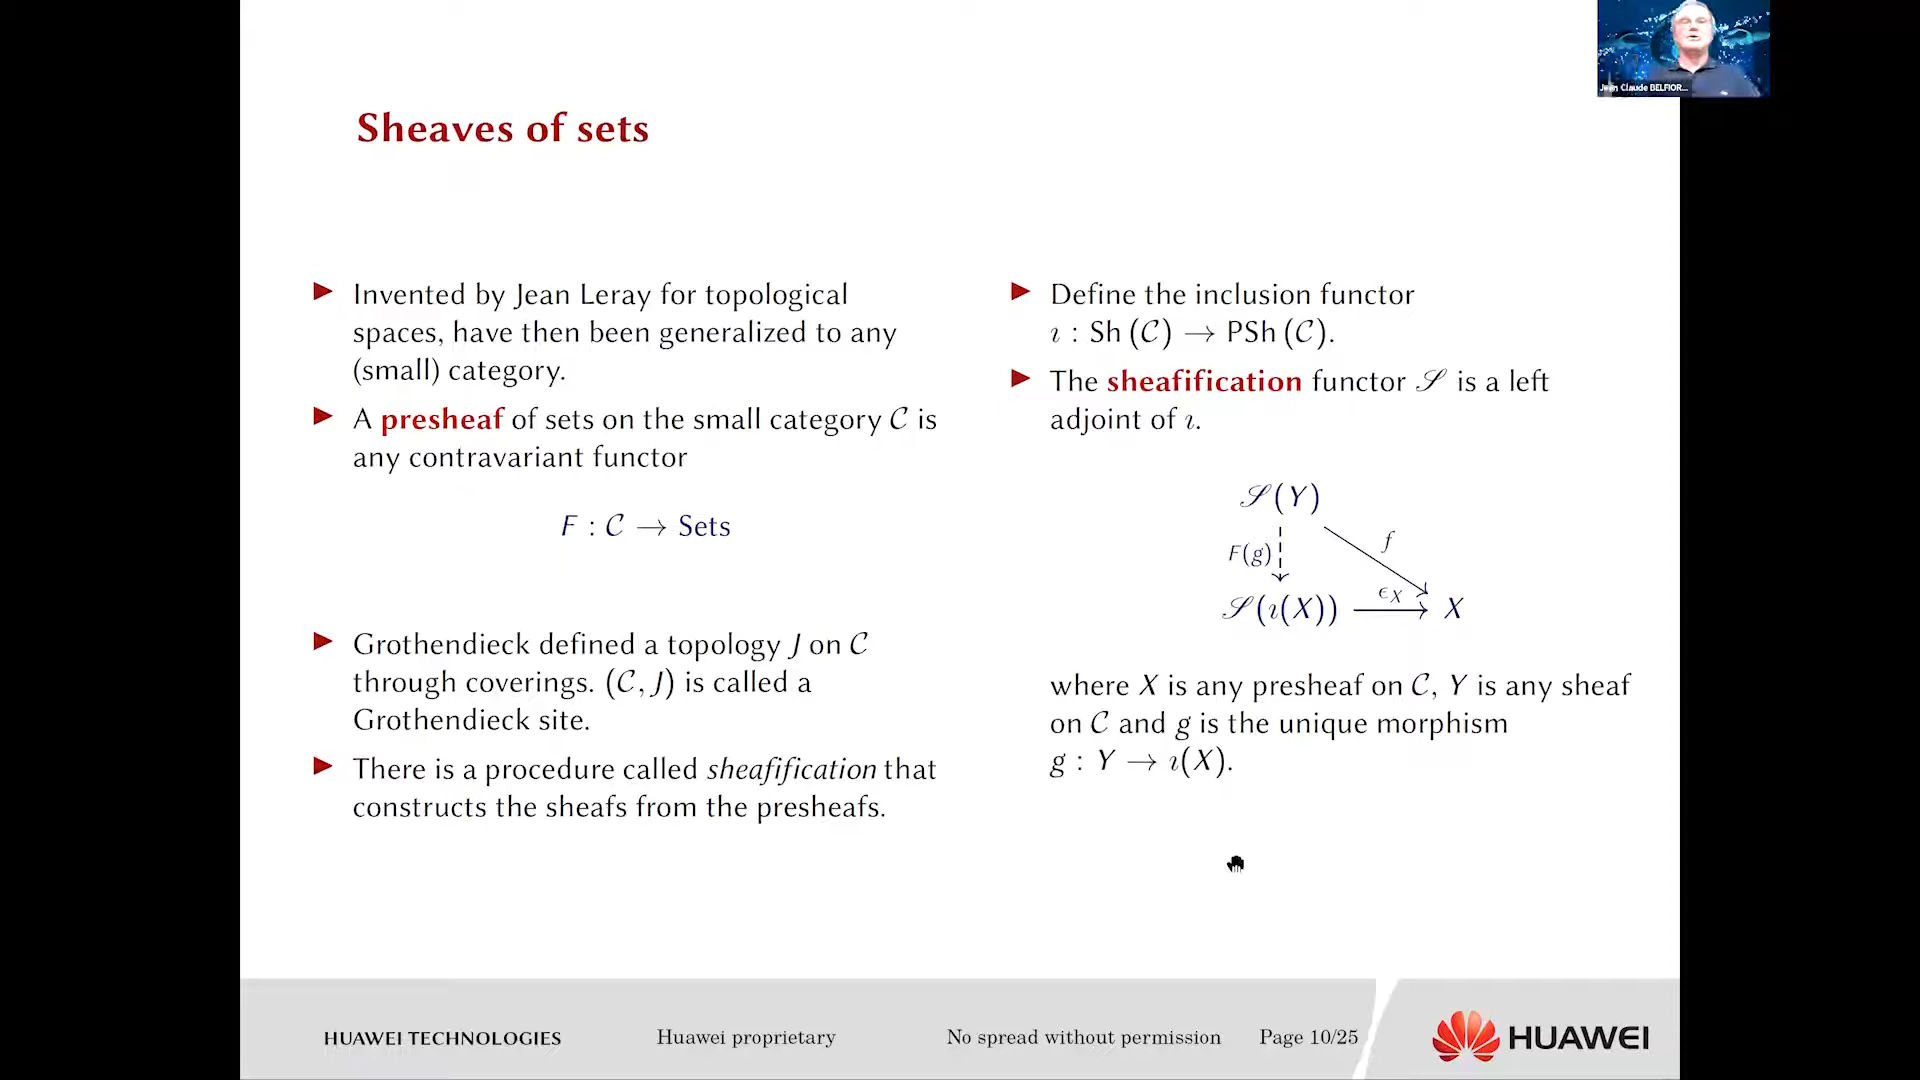 Jean Claude BELFIOR...
Sheaves of sets
Invented by Jean Leray for topological
spaces, have then been generalized to any
(small) category.
A presheaf of sets on the small category 𝒞 is
any contravariant functor
F : 𝒞 → Sets
Grothendieck defined a topology J on 𝒞
through coverings. (𝒞, J) is called a
Grothendieck site.
There is a procedure called sheafification that
constructs the sheafs from the presheafs.
Define the inclusion functor
ı : Sh (𝒞) → PSh (𝒞).
The sheafification functor 𝒮 is a left
adjoint of ı.
𝒮(Y)
F(g)
f
𝒮(ı(X))
ϵ_X
X
where X is any presheaf on 𝒞, Y is any sheaf
on 𝒞 and g is the unique morphism
g : Y → ı(X).
HUAWEI TECHNOLOGIES
Huawei proprietary
No spread without permission
Page 10/25
HUAWEI